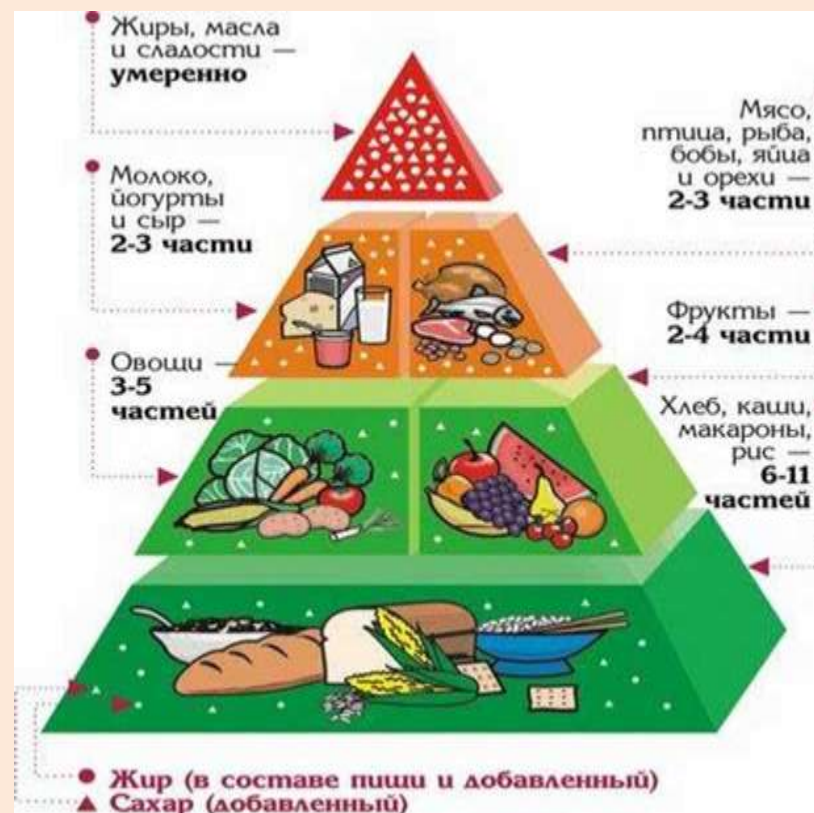 Жиры, масла
и сладости —
умеренно
Молоко,
йогурты
и сыр —
2-3 части
Овощи —
3-5
частей
Мясо,
птица, рыба,
бобы, яйца
и орехи —
2-3 части
Фрукты —
2-4 части
Хлеб, каши,
макароны,
рис —
6-11
частей
Жир (в составе пищи и добавленный)
Сахар (добавленный)